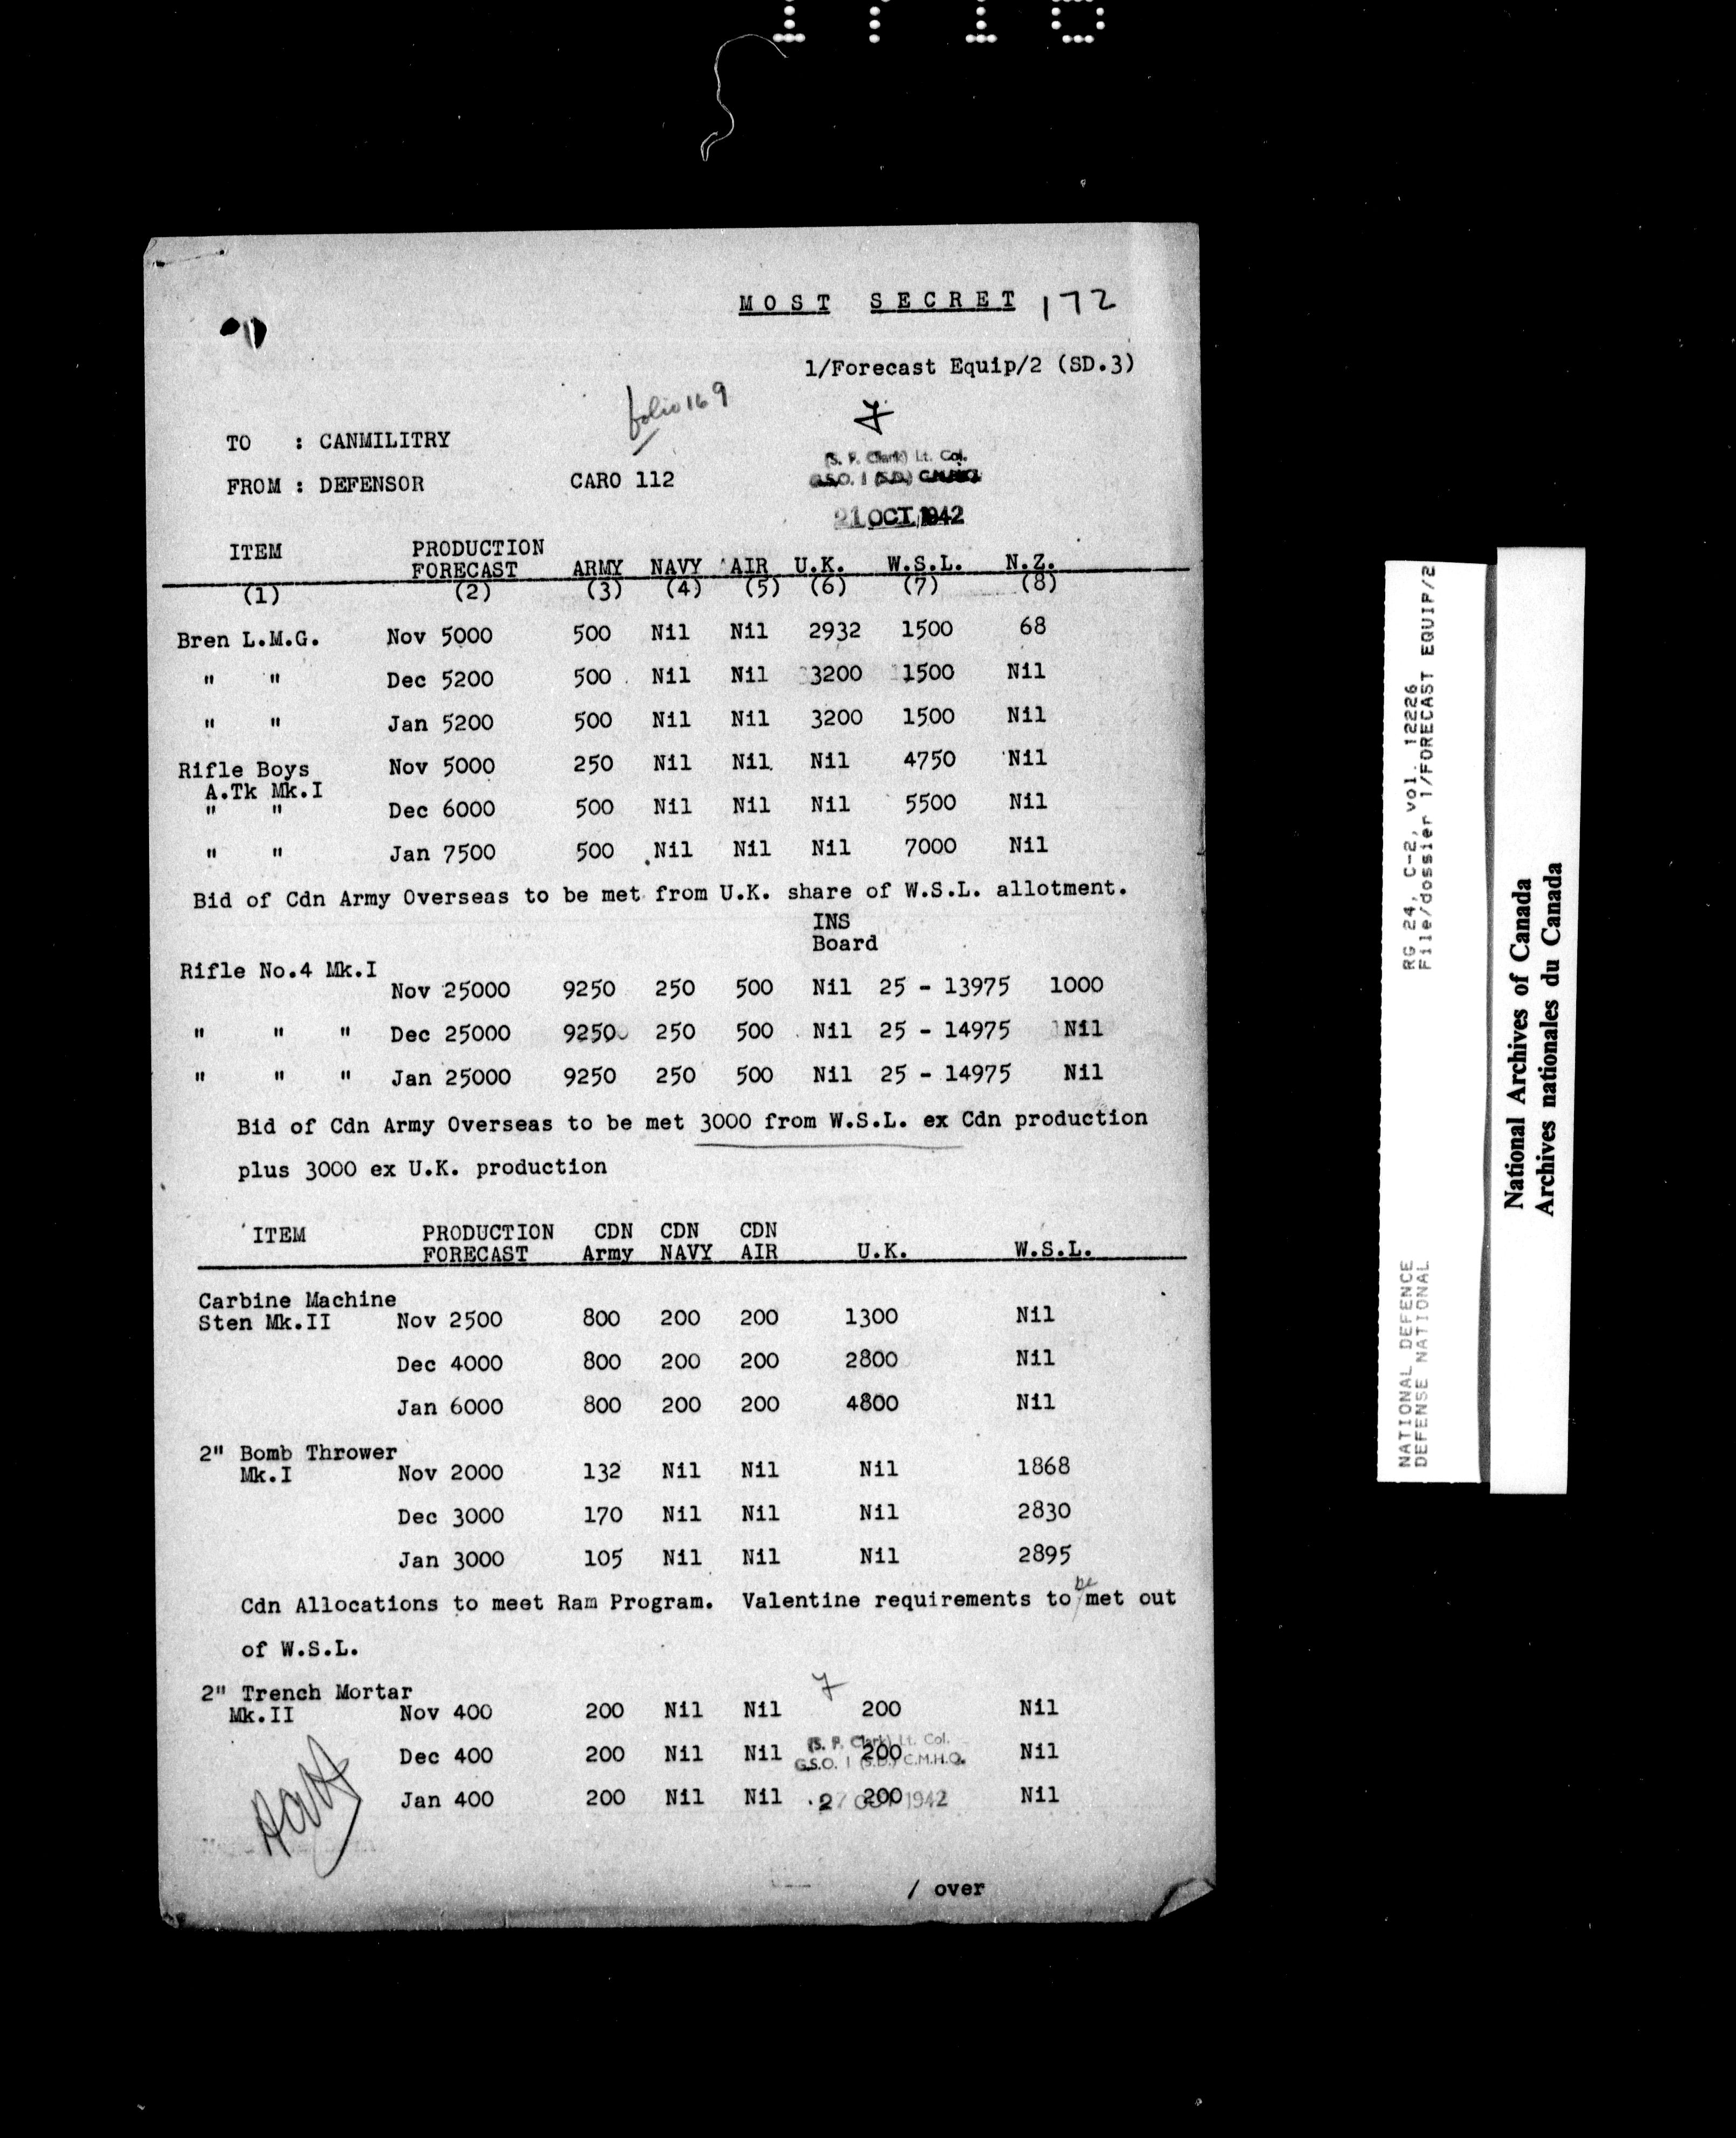 MOST SECRET 172
1/Forecast Equip/2 (SD.3)
folio 169
TO : CANMILITRY
(S. F. Clark) Lt. Col.
FROM : DEFENSOR CARO 112
G.S.O. 1 (S.D.) C.M.H.Q.
21 OCT 1942
ITEM PRODUCTION FORECAST ARMY NAVY AIR U.K. W.S.L. N.Z.
(1) (2) (3) (4) (5) (6) (7) (8)
Bren L.M.G. Nov 5000 500 Nil Nil 2932 1500 68
" " Dec 5200 500 Nil Nil 3200 1500 Nil
" " Jan 5200 500 Nil Nil 3200 1500 Nil
Rifle Boys Nov 5000 250 Nil Nil Nil 4750 Nil
A.Tk Mk.I
" " Dec 6000 500 Nil Nil Nil 5500 Nil
" " Jan 7500 500 Nil Nil Nil 7000 Nil
Bid of Cdn Army Overseas to be met from U.K. share of W.S.L. allotment.
INS
Board
Rifle No.4 Mk.I
Nov 25000 9250 250 500 Nil 25 - 13975 1000
" " " Dec 25000 9250 250 500 Nil 25 - 14975 Nil
" " " Jan 25000 9250 250 500 Nil 25 - 14975 Nil
Bid of Cdn Army Overseas to be met 3000 from W.S.L. ex Cdn production
plus 3000 ex U.K. production
ITEM PRODUCTION CDN CDN CDN
FORECAST Army NAVY AIR U.K. W.S.L.
Carbine Machine
Sten Mk.II Nov 2500 800 200 200 1300 Nil
Dec 4000 800 200 200 2800 Nil
Jan 6000 800 200 200 4800 Nil
2" Bomb Thrower
Mk.I Nov 2000 132 Nil Nil Nil 1868
Dec 3000 170 Nil Nil Nil 2830
Jan 3000 105 Nil Nil Nil 2895
Cdn Allocations to meet Ram Program. Valentine requirements to be met out
of W.S.L.
2" Trench Mortar
Mk.II Nov 400 200 Nil Nil 200 Nil
(S. F. Clark) Lt. Col.
Dec 400 200 Nil Nil 200 Nil
G.S.O. 1 (S.D.) C.M.H.Q.
Jan 400 200 Nil Nil 200 Nil
27 OCT 1942
/ over
NATIONAL DEFENCE RG 24, C-2, vol. 12226
DEFENSE NATIONAL File/dossier 1/FORECAST EQUIP/2
National Archives of Canada
Archives nationales du Canada